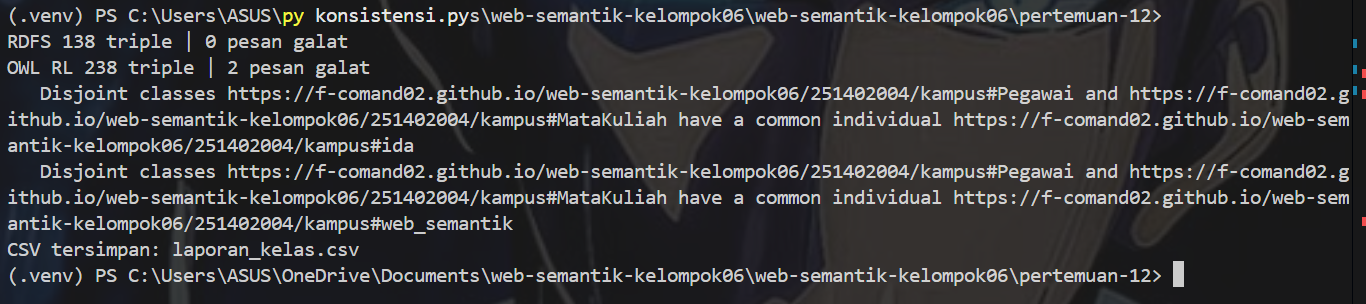 (.venv) PS C:\Users\ASUS\py konsistensi.pys\web-semantik-kelompok06\web-semantik-kelompok06\pertemuan-12>
RDFS 138 triple | 0 pesan galat
OWL RL 238 triple | 2 pesan galat
   Disjoint classes https://f-comand02.github.io/web-semantik-kelompok06/251402004/kampus#Pegawai and https://f-comand02.g
ithub.io/web-semantik-kelompok06/251402004/kampus#MataKuliah have a common individual https://f-comand02.github.io/web-sem
antik-kelompok06/251402004/kampus#ida
   Disjoint classes https://f-comand02.github.io/web-semantik-kelompok06/251402004/kampus#Pegawai and https://f-comand02.g
ithub.io/web-semantik-kelompok06/251402004/kampus#MataKuliah have a common individual https://f-comand02.github.io/web-sem
antik-kelompok06/251402004/kampus#web_semantik
CSV tersimpan: laporan_kelas.csv
(.venv) PS C:\Users\ASUS\OneDrive\Documents\web-semantik-kelompok06\web-semantik-kelompok06\pertemuan-12>